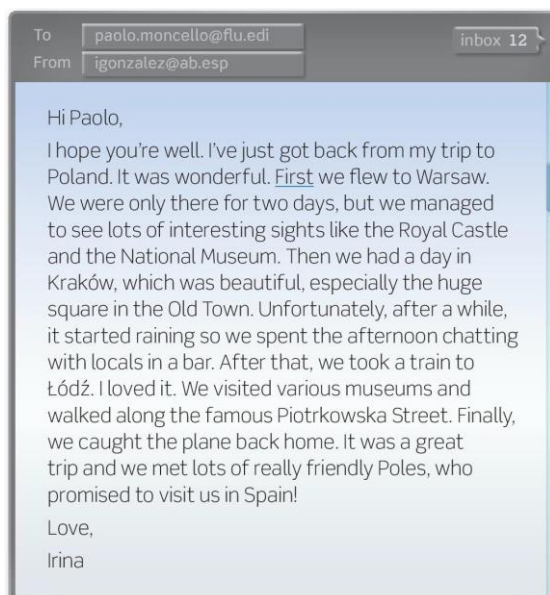 To paolo.moncello@flu.edi
inbox 12
From igonzalez@ab.esp
Hi Paolo,
I hope you're well. I've just got back from my trip to
Poland. It was wonderful. First we flew to Warsaw.
We were only there for two days, but we managed
to see lots of interesting sights like the Royal Castle
and the National Museum. Then we had a day in
Kraków, which was beautiful, especially the huge
square in the Old Town. Unfortunately, after a while,
it started raining so we spent the afternoon chatting
with locals in a bar. After that, we took a train to
Łódź. I loved it. We visited various museums and
walked along the famous Piotrkowska Street. Finally,
we caught the plane back home. It was a great
trip and we met lots of really friendly Poles, who
promised to visit us in Spain!
Love,
Irina